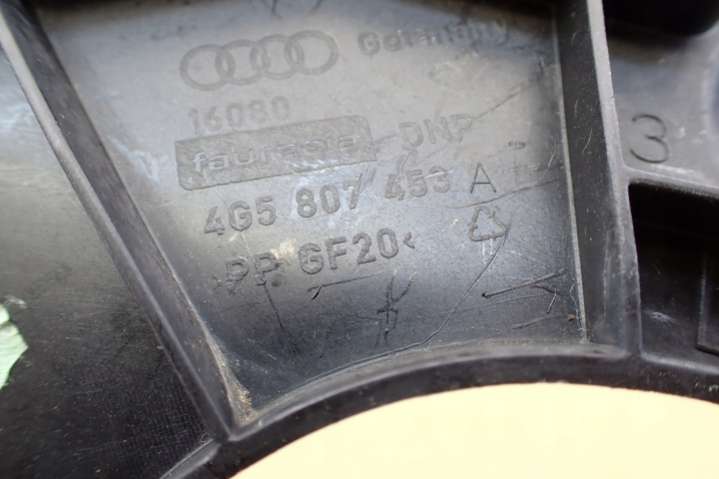 Germany
16080
faurecia DNP
4G5 807 453 A
>PP GF20<
3